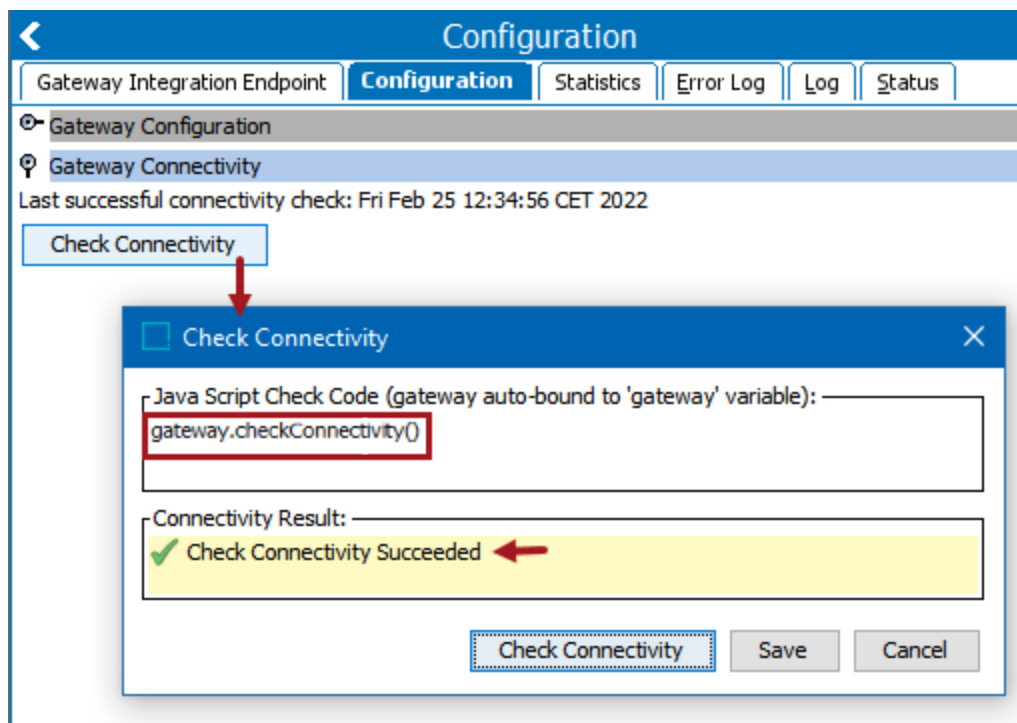 Configuration
Gateway Integration Endpoint Configuration Statistics Error Log Log Status
Gateway Configuration
Gateway Connectivity
Last successful connectivity check: Fri Feb 25 12:34:56 CET 2022
Check Connectivity
Check Connectivity
Java Script Check Code (gateway auto-bound to 'gateway' variable):
gateway.checkConnectivity()
Connectivity Result:
Check Connectivity Succeeded
Check Connectivity Save Cancel